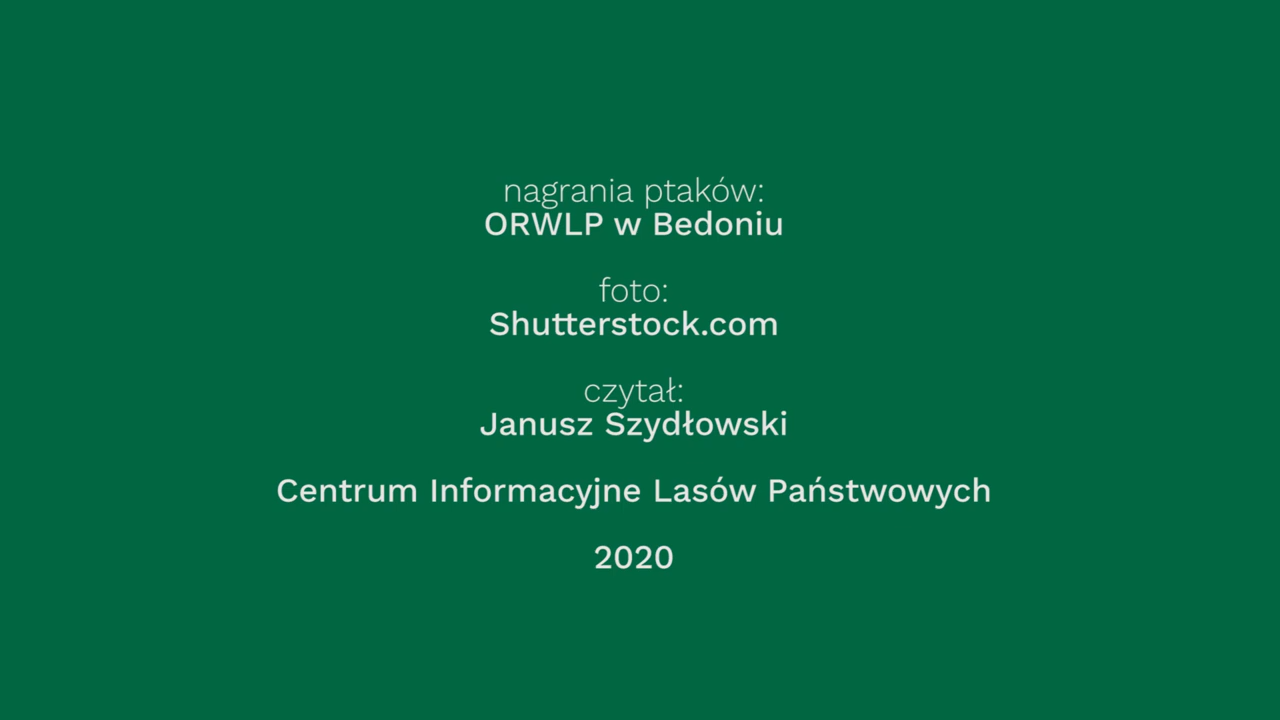 nagrania ptaków:
ORWLP w Bedoniu
foto:
Shutterstock.com
czytał:
Janusz Szydłowski
Centrum Informacyjne Lasów Państwowych
2020